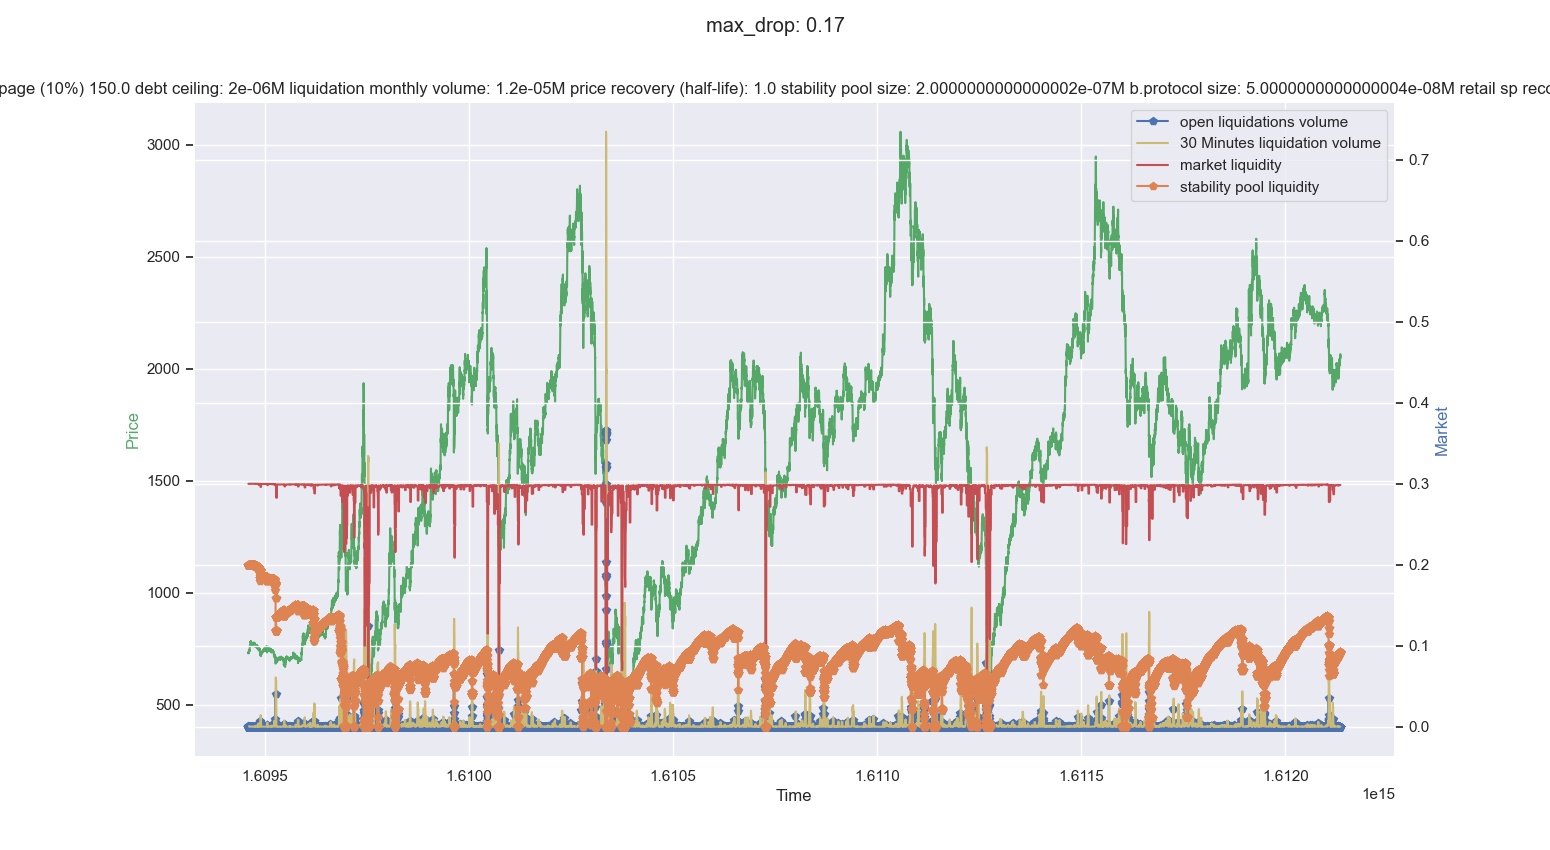 max_drop: 0.17
page (10%) 150.0 debt ceiling: 2e-06M liquidation monthly volume: 1.2e-05M price recovery (half-life): 1.0 stability pool size: 2.0000000000000002e-07M b.protocol size: 5.0000000000000004e-08M retail sp reco
open liquidations volume
30 Minutes liquidation volume
market liquidity
stability pool liquidity
3000
2500
2000
1500
1000
500
Price
0.7
0.6
0.5
0.4
0.3
0.2
0.1
0.0
Market
1.6095 1.6100 1.6105 1.6110 1.6115 1.6120
Time
1e15